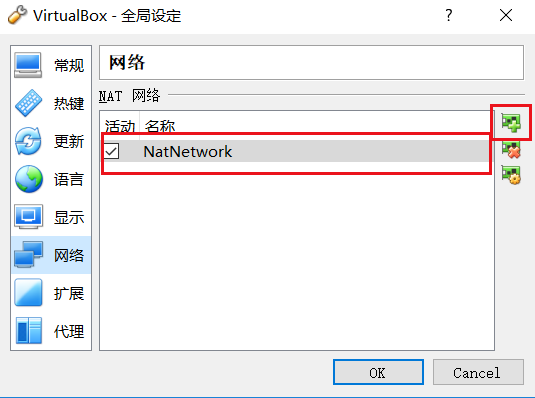 VirtualBox - 全局设定
?
常规
热键
更新
语言
显示
网络
扩展
代理
网络
NAT 网络
活动 名称
NatNetwork
OK Cancel